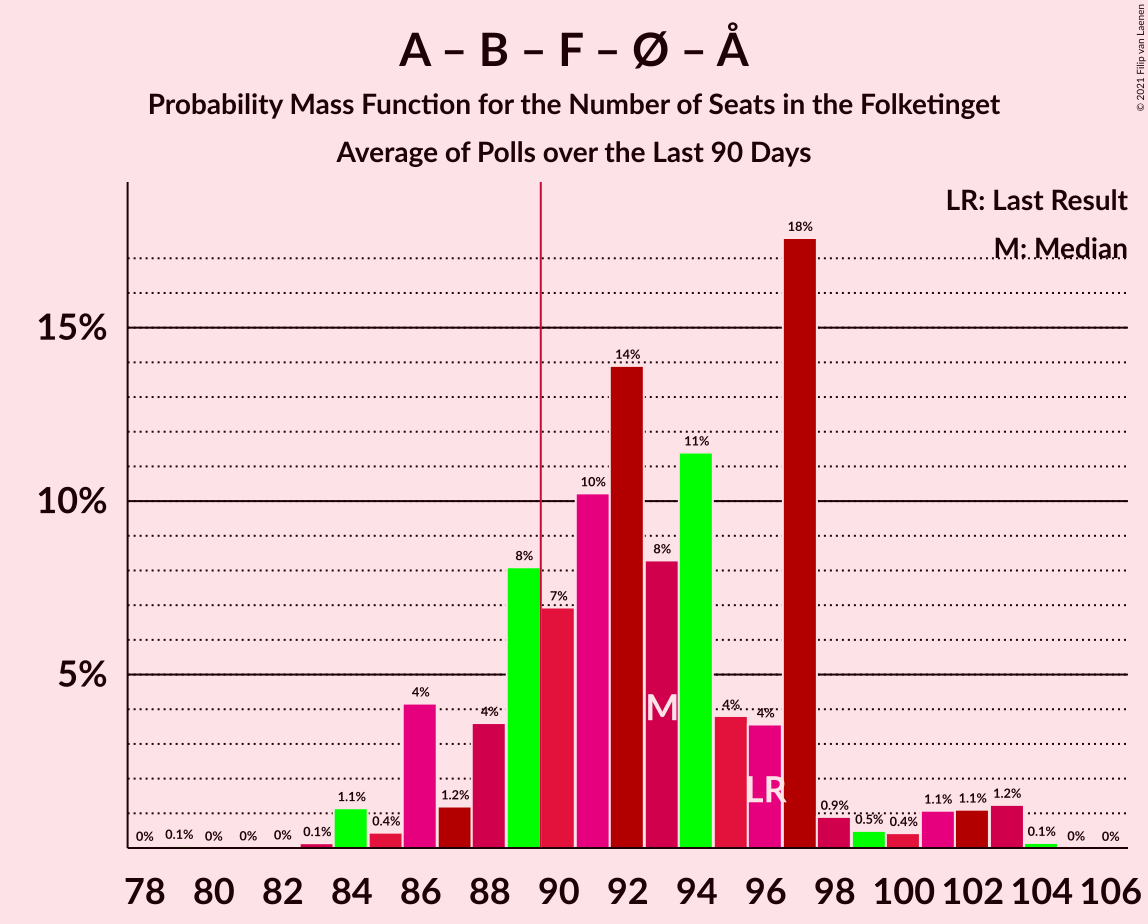 A – B – F – Ø – Å
Probability Mass Function for the Number of Seats in the Folketinget
Average of Polls over the Last 90 Days
© 2021 Filip van Laenen
LR: Last Result
M: Median
15%
10%
5%
0% 0.1% 0% 0% 0% 0.1% 1.1% 0.4% 4% 1.2% 4% 8% 7% 10% 14% 8% 11% 4% 4% 18% 0.9% 0.5% 0.4% 1.1% 1.1% 1.2% 0.1% 0% 0%
M
LR
78 80 82 84 86 88 90 92 94 96 98 100 102 104 106